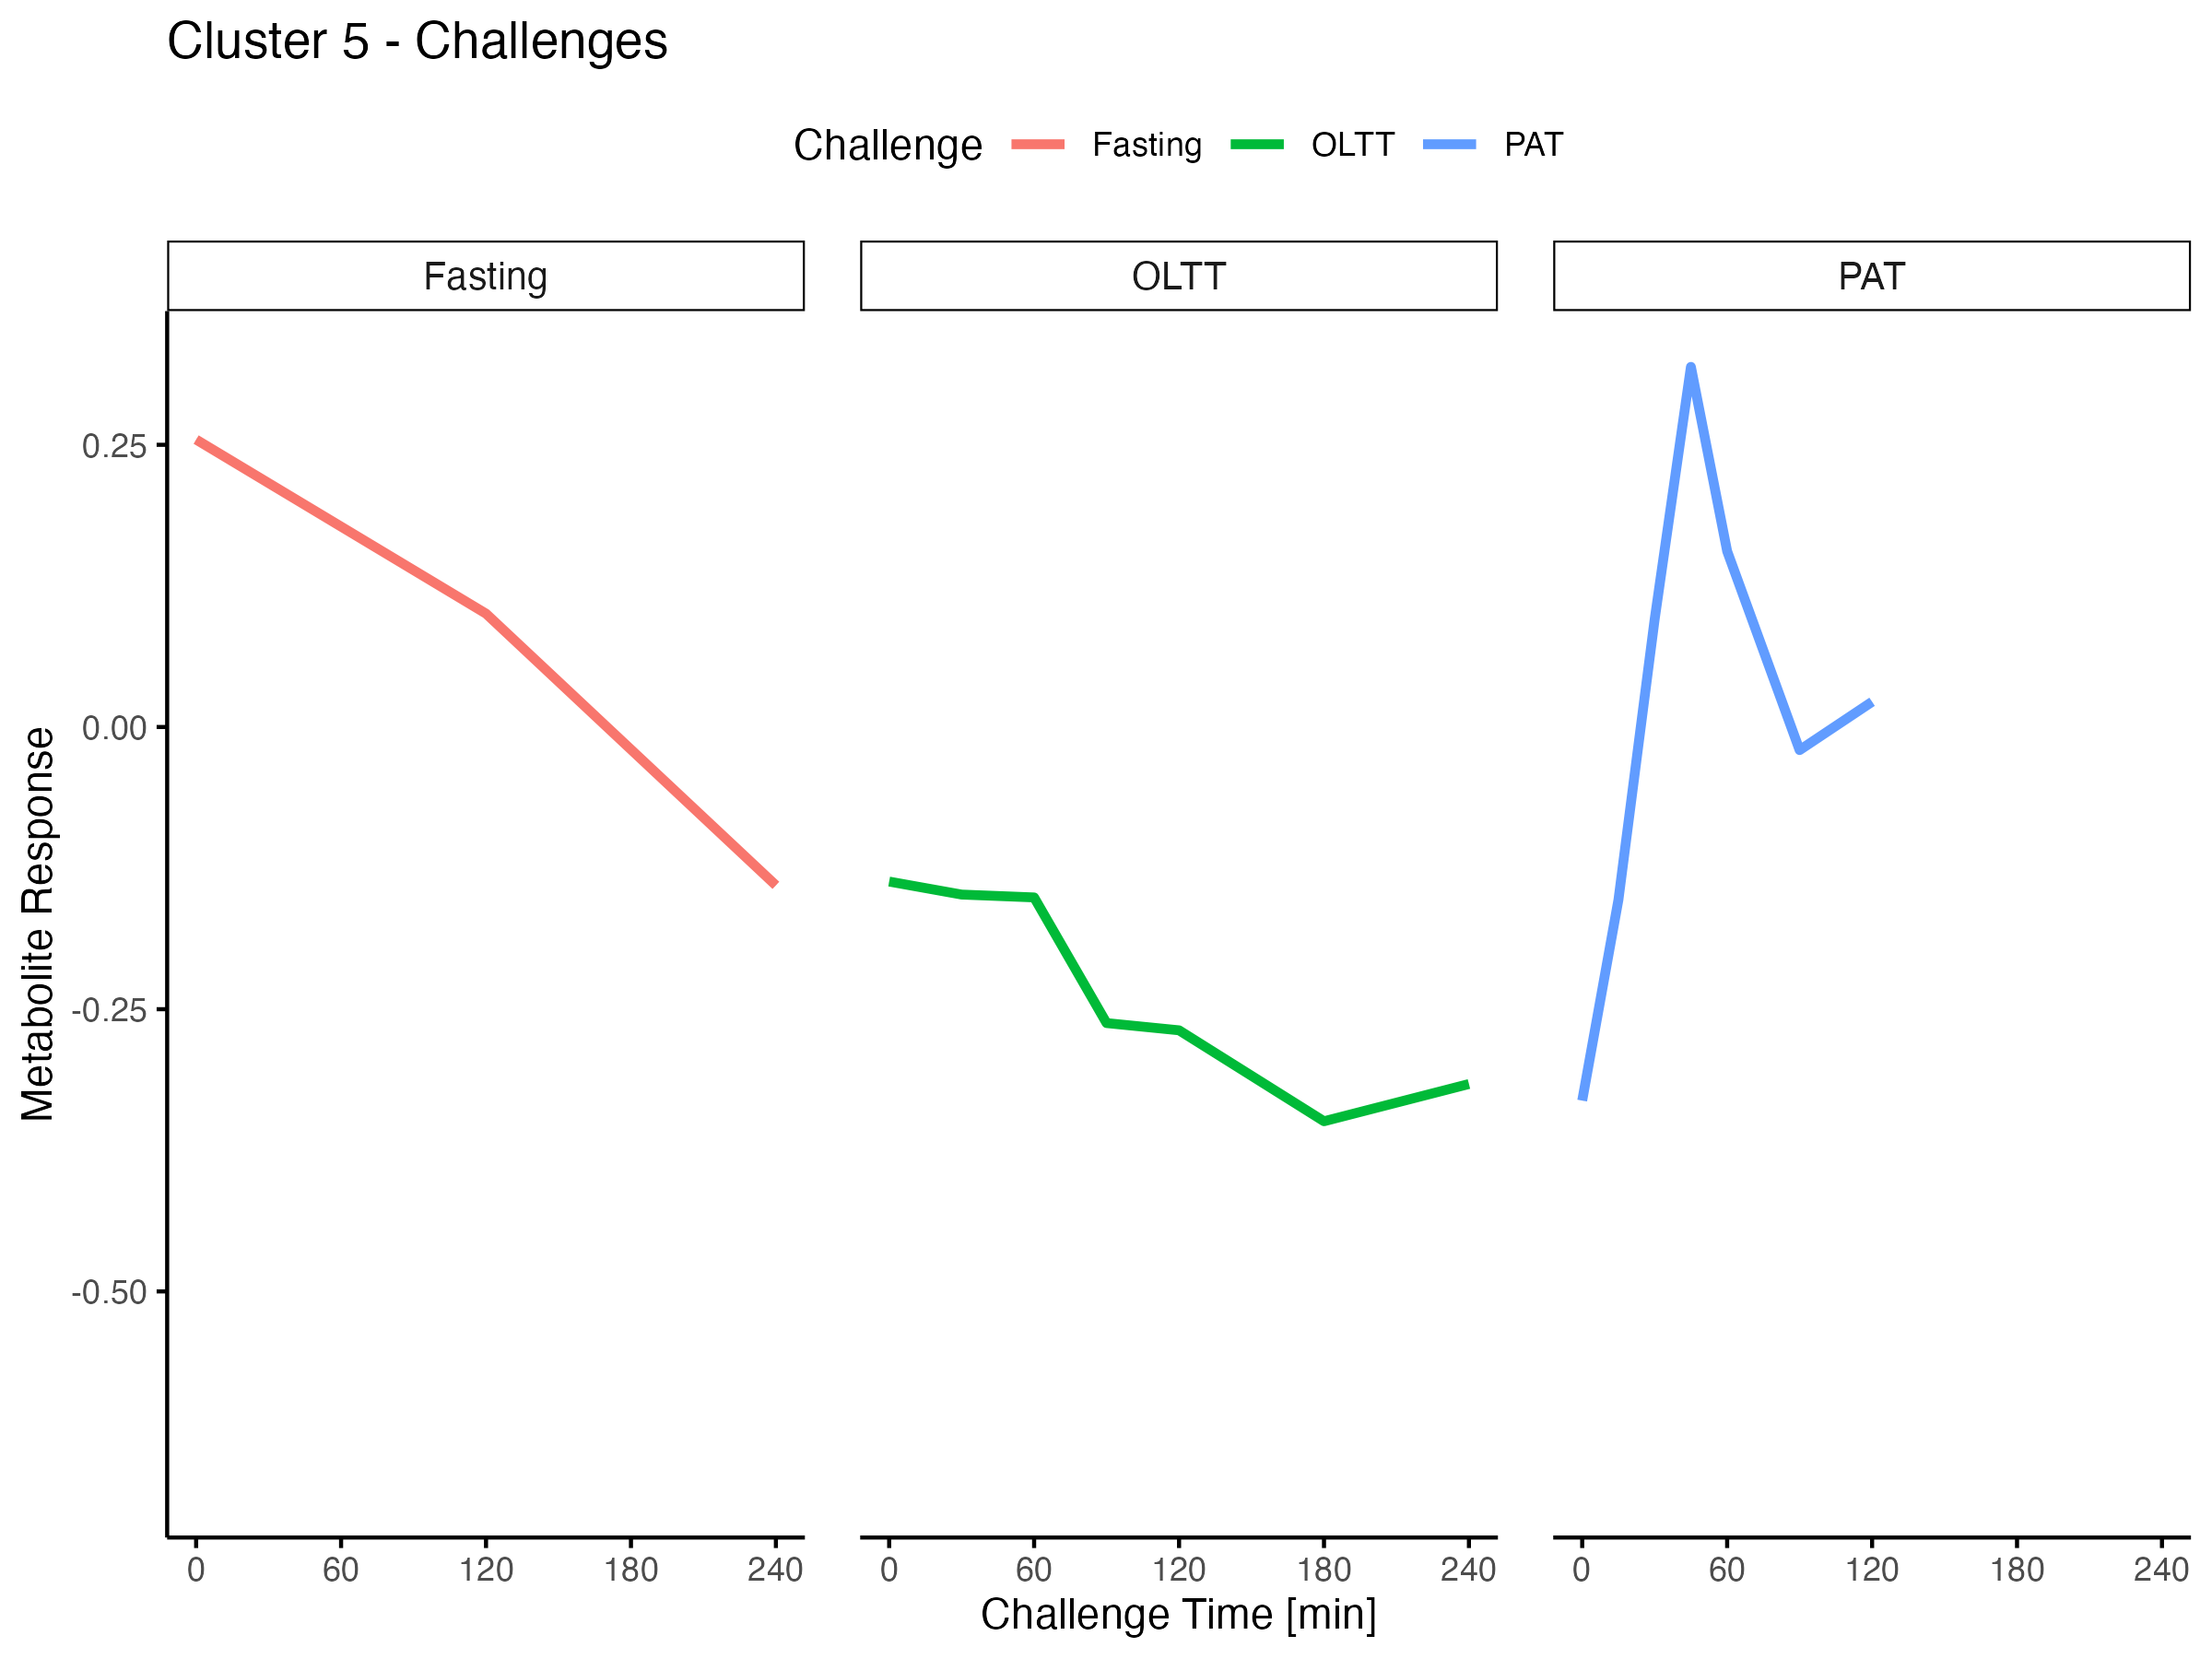 Cluster 5 - Challenges
Challenge Fasting OLTT PAT
Fasting OLTT PAT
Metabolite Response
0.25
0.00
-0.25
-0.50
0 60 120 180 240 0 60 120 180 240 0 60 120 180 240
Challenge Time [min]